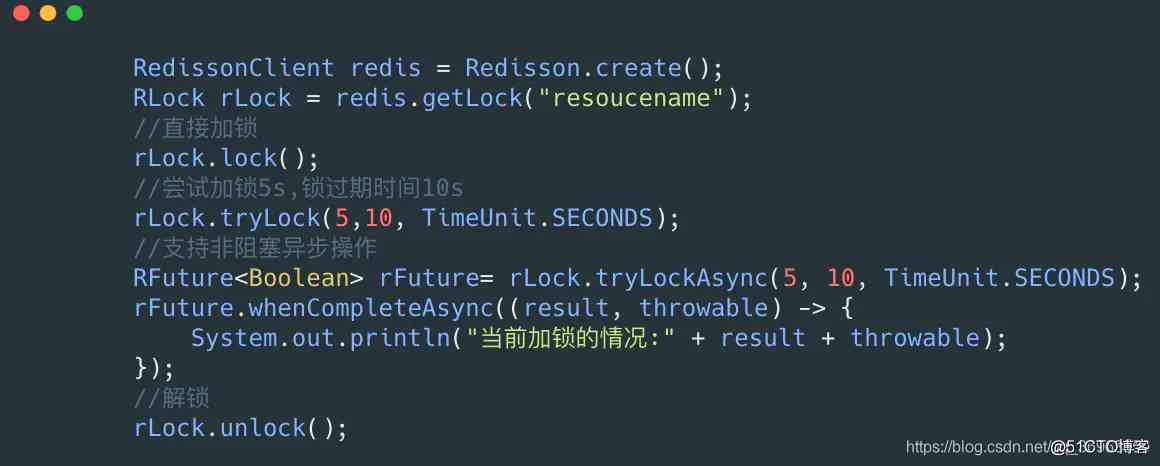 RedissonClient redis = Redisson.create();
RLock rLock = redis.getLock("resoucename");
//直接加锁
rLock.lock();
//尝试加锁5s,锁过期时间10s
rLock.tryLock(5,10, TimeUnit.SECONDS);
//支持非阻塞异步操作
RFuture<Boolean> rFuture= rLock.tryLockAsync(5, 10, TimeUnit.SECONDS);
rFuture.whenCompleteAsync((result, throwable) -> {
    System.out.println("当前加锁的情况:" + result + throwable);
});
//解锁
rLock.unlock();
https://blog.csdn.net/
@51CTO博客